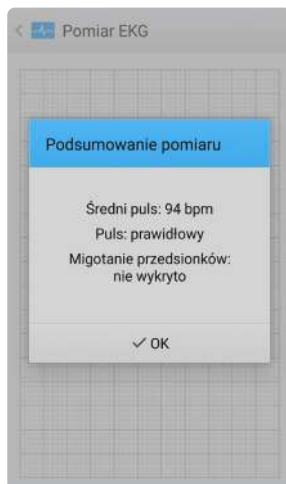 Pomiar EKG
Podsumowanie pomiaru
Średni puls: 94 bpm
Puls: prawidłowy
Migotanie przedsionków:
nie wykryto
OK